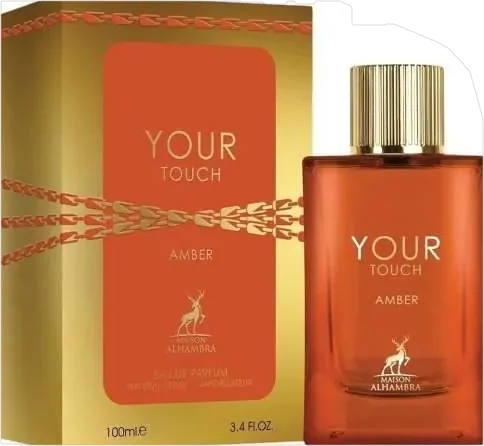 YOUR
TOUCH
AMBER
MAISON
ALHAMBRA
EAU DE PARFUM
100ml.e
3.4 FL.OZ.
YOUR
TOUCH
AMBER
MAISON
ALHAMBRA